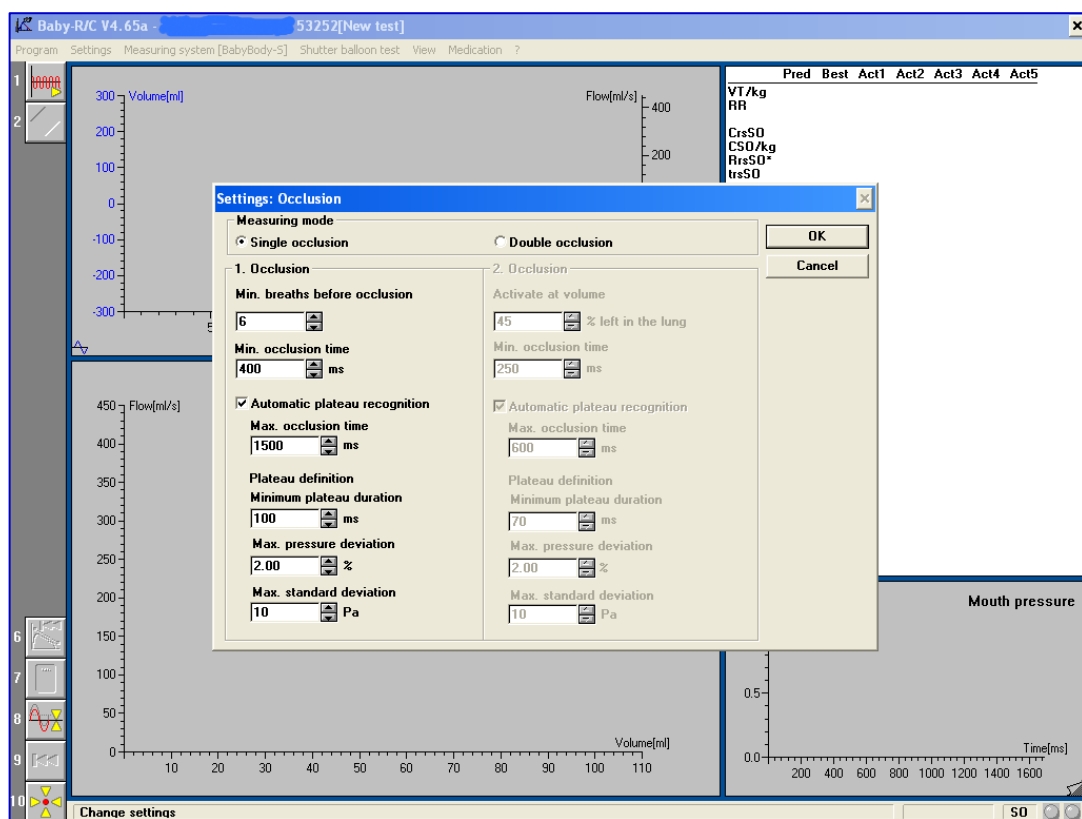 Baby-R/C V4.65a - 53252[New test]
Program Settings Measuring system [BabyBody-S] Shutter balloon test View Medication ?
1
2
300 Volume[ml]
200
100
0
-100
-200
-300
Flow[ml/s]
400
200
Pred Best Act1 Act2 Act3 Act4 Act5
VT/kg
RR
CrsSO
CSO/kg
RrsSO*
trsSO
Settings: Occlusion
Measuring mode
Single occlusion
Double occlusion
OK
Cancel
1. Occlusion
Min. breaths before occlusion
6
Min. occlusion time
400 ms
Automatic plateau recognition
Max. occlusion time
1500 ms
Plateau definition
Minimum plateau duration
100 ms
Max. pressure deviation
2.00 %
Max. standard deviation
10 Pa
2. Occlusion
Activate at volume
45 % left in the lung
Min. occlusion time
250 ms
Automatic plateau recognition
Max. occlusion time
600 ms
Plateau definition
Minimum plateau duration
70 ms
Max. pressure deviation
2.00 %
Max. standard deviation
10 Pa
450 Flow[ml/s]
400
350
300
250
200
150
100
50
0
10 20 30 40 50 60 70 80 90 100 110
Volume[ml]
Mouth pressure
0.5
0.0
Time[ms]
200 400 600 800 1000 1200 1400 1600
6
7
8
9
10
Change settings
SO